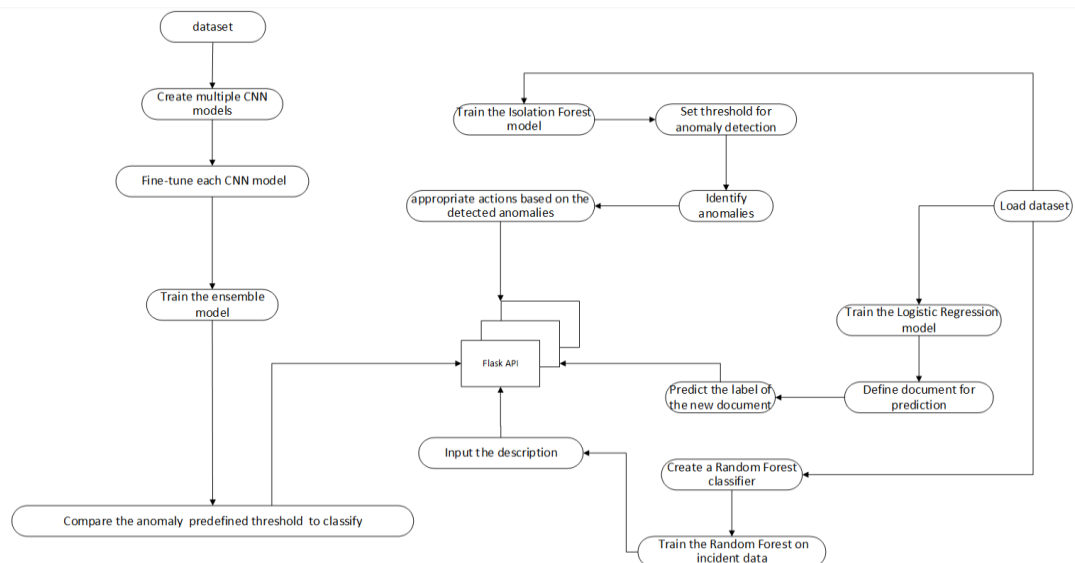 dataset
Create multiple CNN
models
Fine-tune each CNN model
Train the ensemble
model
Compare the anomaly predefined threshold to classify
Train the Isolation Forest
model
Set threshold for
anomaly detection
Identify
anomalies
appropriate actions based on the
detected anomalies
Load dataset
Train the Logistic Regression
model
Define document for
prediction
Predict the label of
the new document
Flask API
Input the description
Create a Random Forest
classifier
Train the Random Forest on
incident data